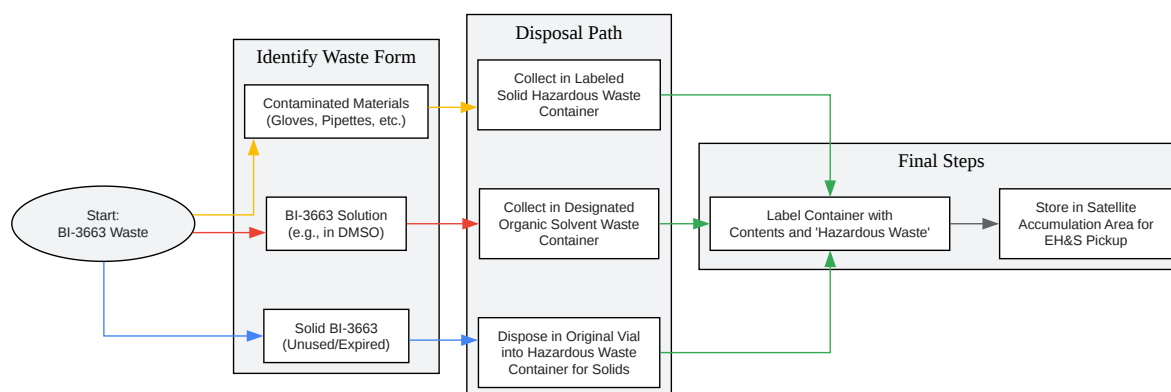 Start:
BI-3663 Waste
Identify Waste Form
Contaminated Materials
(Gloves, Pipettes, etc.)
BI-3663 Solution
(e.g., in DMSO)
Solid BI-3663
(Unused/Expired)
Disposal Path
Collect in Labeled
Solid Hazardous Waste
Container
Collect in Designated
Organic Solvent Waste
Container
Dispose in Original Vial
into Hazardous Waste
Container for Solids
Final Steps
Label Container with
Contents and 'Hazardous Waste'
Store in Satellite
Accumulation Area for
EH&S Pickup